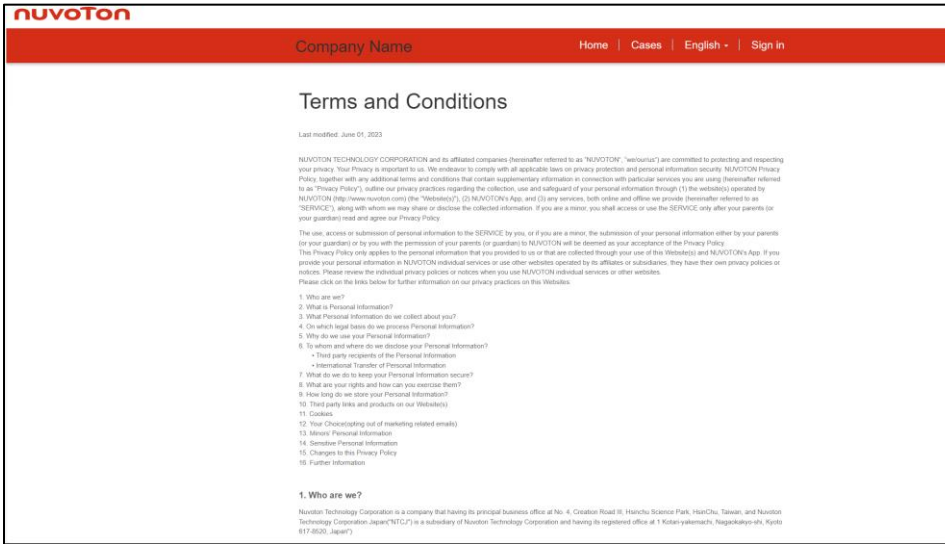 nuvoTon
Company Name
Home | Cases | English | Sign in
Terms and Conditions
Last modified: June 01, 2023
NUVOTON TECHNOLOGY CORPORATION and its affiliated companies (hereinafter referred to as "NUVOTON", "we/our/us") are committed to protecting and respecting
your privacy. Your Privacy is important to us. We endeavor to comply with all applicable laws on privacy protection and personal information security. NUVOTON Privacy
Policy, together with any additional terms and conditions that contain supplementary information in connection with particular services you are using (hereinafter referred
to as "Privacy Policy"), outline our privacy practices regarding the collection, use and safeguard of your personal information through (1) the website(s) operated by
NUVOTON (http://www.nuvoton.com) (the "Website(s)"), (2) NUVOTON's App, and (3) any services, both online and offline we provide (hereinafter referred to as
"SERVICE"), along with whom we may share or disclose the collected information. If you are a minor, you shall access or use the SERVICE only after your parents (or
your guardian) read and agree our Privacy Policy.
The use, access or submission of personal information to the SERVICE by you, or if you are a minor, the submission of your personal information either by your parents
(or your guardian) or by you with the permission of your parents (or guardian) to NUVOTON will be deemed as your acceptance of the Privacy Policy.
This Privacy Policy only applies to the personal information that you provided to us or that are collected through your use of this Website(s) and NUVOTON's App. If you
provide your personal information in NUVOTON individual services or use other websites operated by its affiliates or subsidiaries, they have their own privacy policies or
notices. Please review the individual privacy policies or notices when you use NUVOTON individual services or other websites.
Please click on the links below for further information on our privacy practices on this Websites.
1. Who are we?
2. What is Personal Information?
3. What Personal Information do we collect about you?
4. On which legal basis do we process Personal Information?
5. Why do we use your Personal Information?
6. To whom and where do we disclose your Personal Information?
• Third party recipients of the Personal Information
• International Transfer of Personal Information
7. What do we do to keep your Personal Information secure?
8. What are your rights and how can you exercise them?
9. How long do we store your Personal Information?
10. Third party links and products on our Website(s)
11. Cookies
12. Your Choice(opting out of marketing related emails)
13. Minors' Personal Information
14. Sensitive Personal Information
15. Changes to this Privacy Policy
16. Further Information
1. Who are we?
Nuvoton Technology Corporation is a company that having its principal business office at No. 4, Creation Road III, Hsinchu Science Park, HsinChu, Taiwan, and Nuvoton
Technology Corporation Japan("NTCJ") is a subsidiary of Nuvoton Technology Corporation and having its registered office at 1 Kotari-yakemachi, Nagaokakyo-shi, Kyoto
617-8520, Japan")